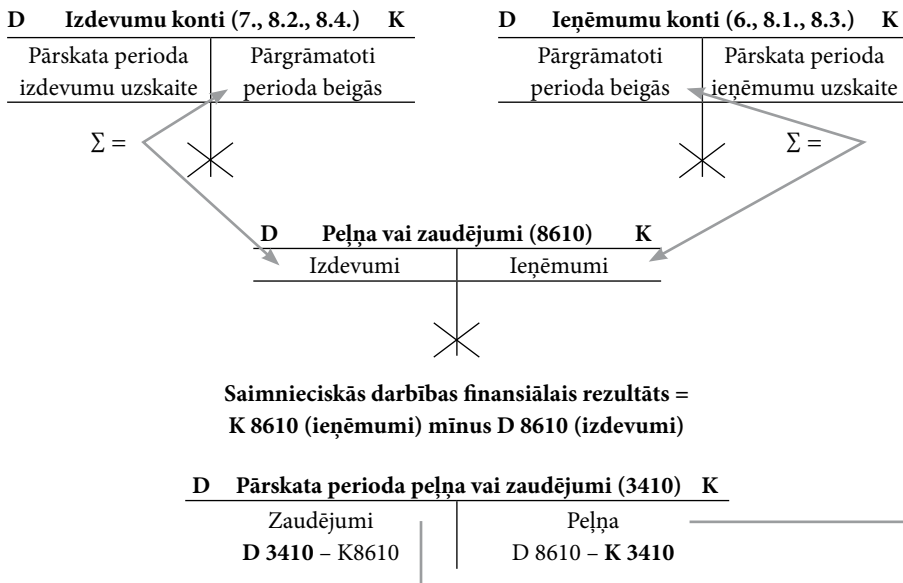 D Izdevumu konti (7., 8.2., 8.4.) K
Pārskata perioda Pārgrāmatoti
izdevumu uzskaite perioda beigās
∑ =
D Ieņēmumu konti (6., 8.1., 8.3.) K
Pārgrāmatoti Pārskata perioda
perioda beigās ieņēmumu uzskaite
∑ =
D Peļņa vai zaudējumi (8610) K
Izdevumi Ieņēmumi
Saimnieciskās darbības finansiālais rezultāts =
K 8610 (ieņēmumi) mīnus D 8610 (izdevumi)
D Pārskata perioda peļņa vai zaudējumi (3410) K
Zaudējumi Peļņa
D 3410 – K8610 D 8610 – K 3410